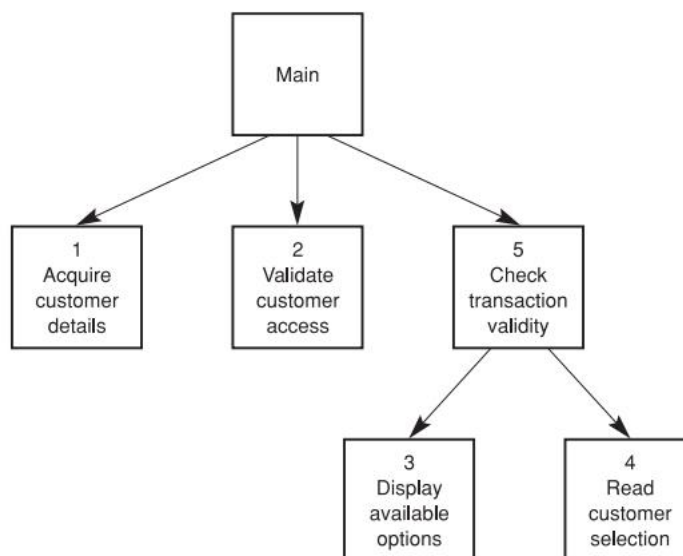 Main
1
Acquire
customer
details
2
Validate
customer
access
5
Check
transaction
validity
3
Display
available
options
4
Read
customer
selection